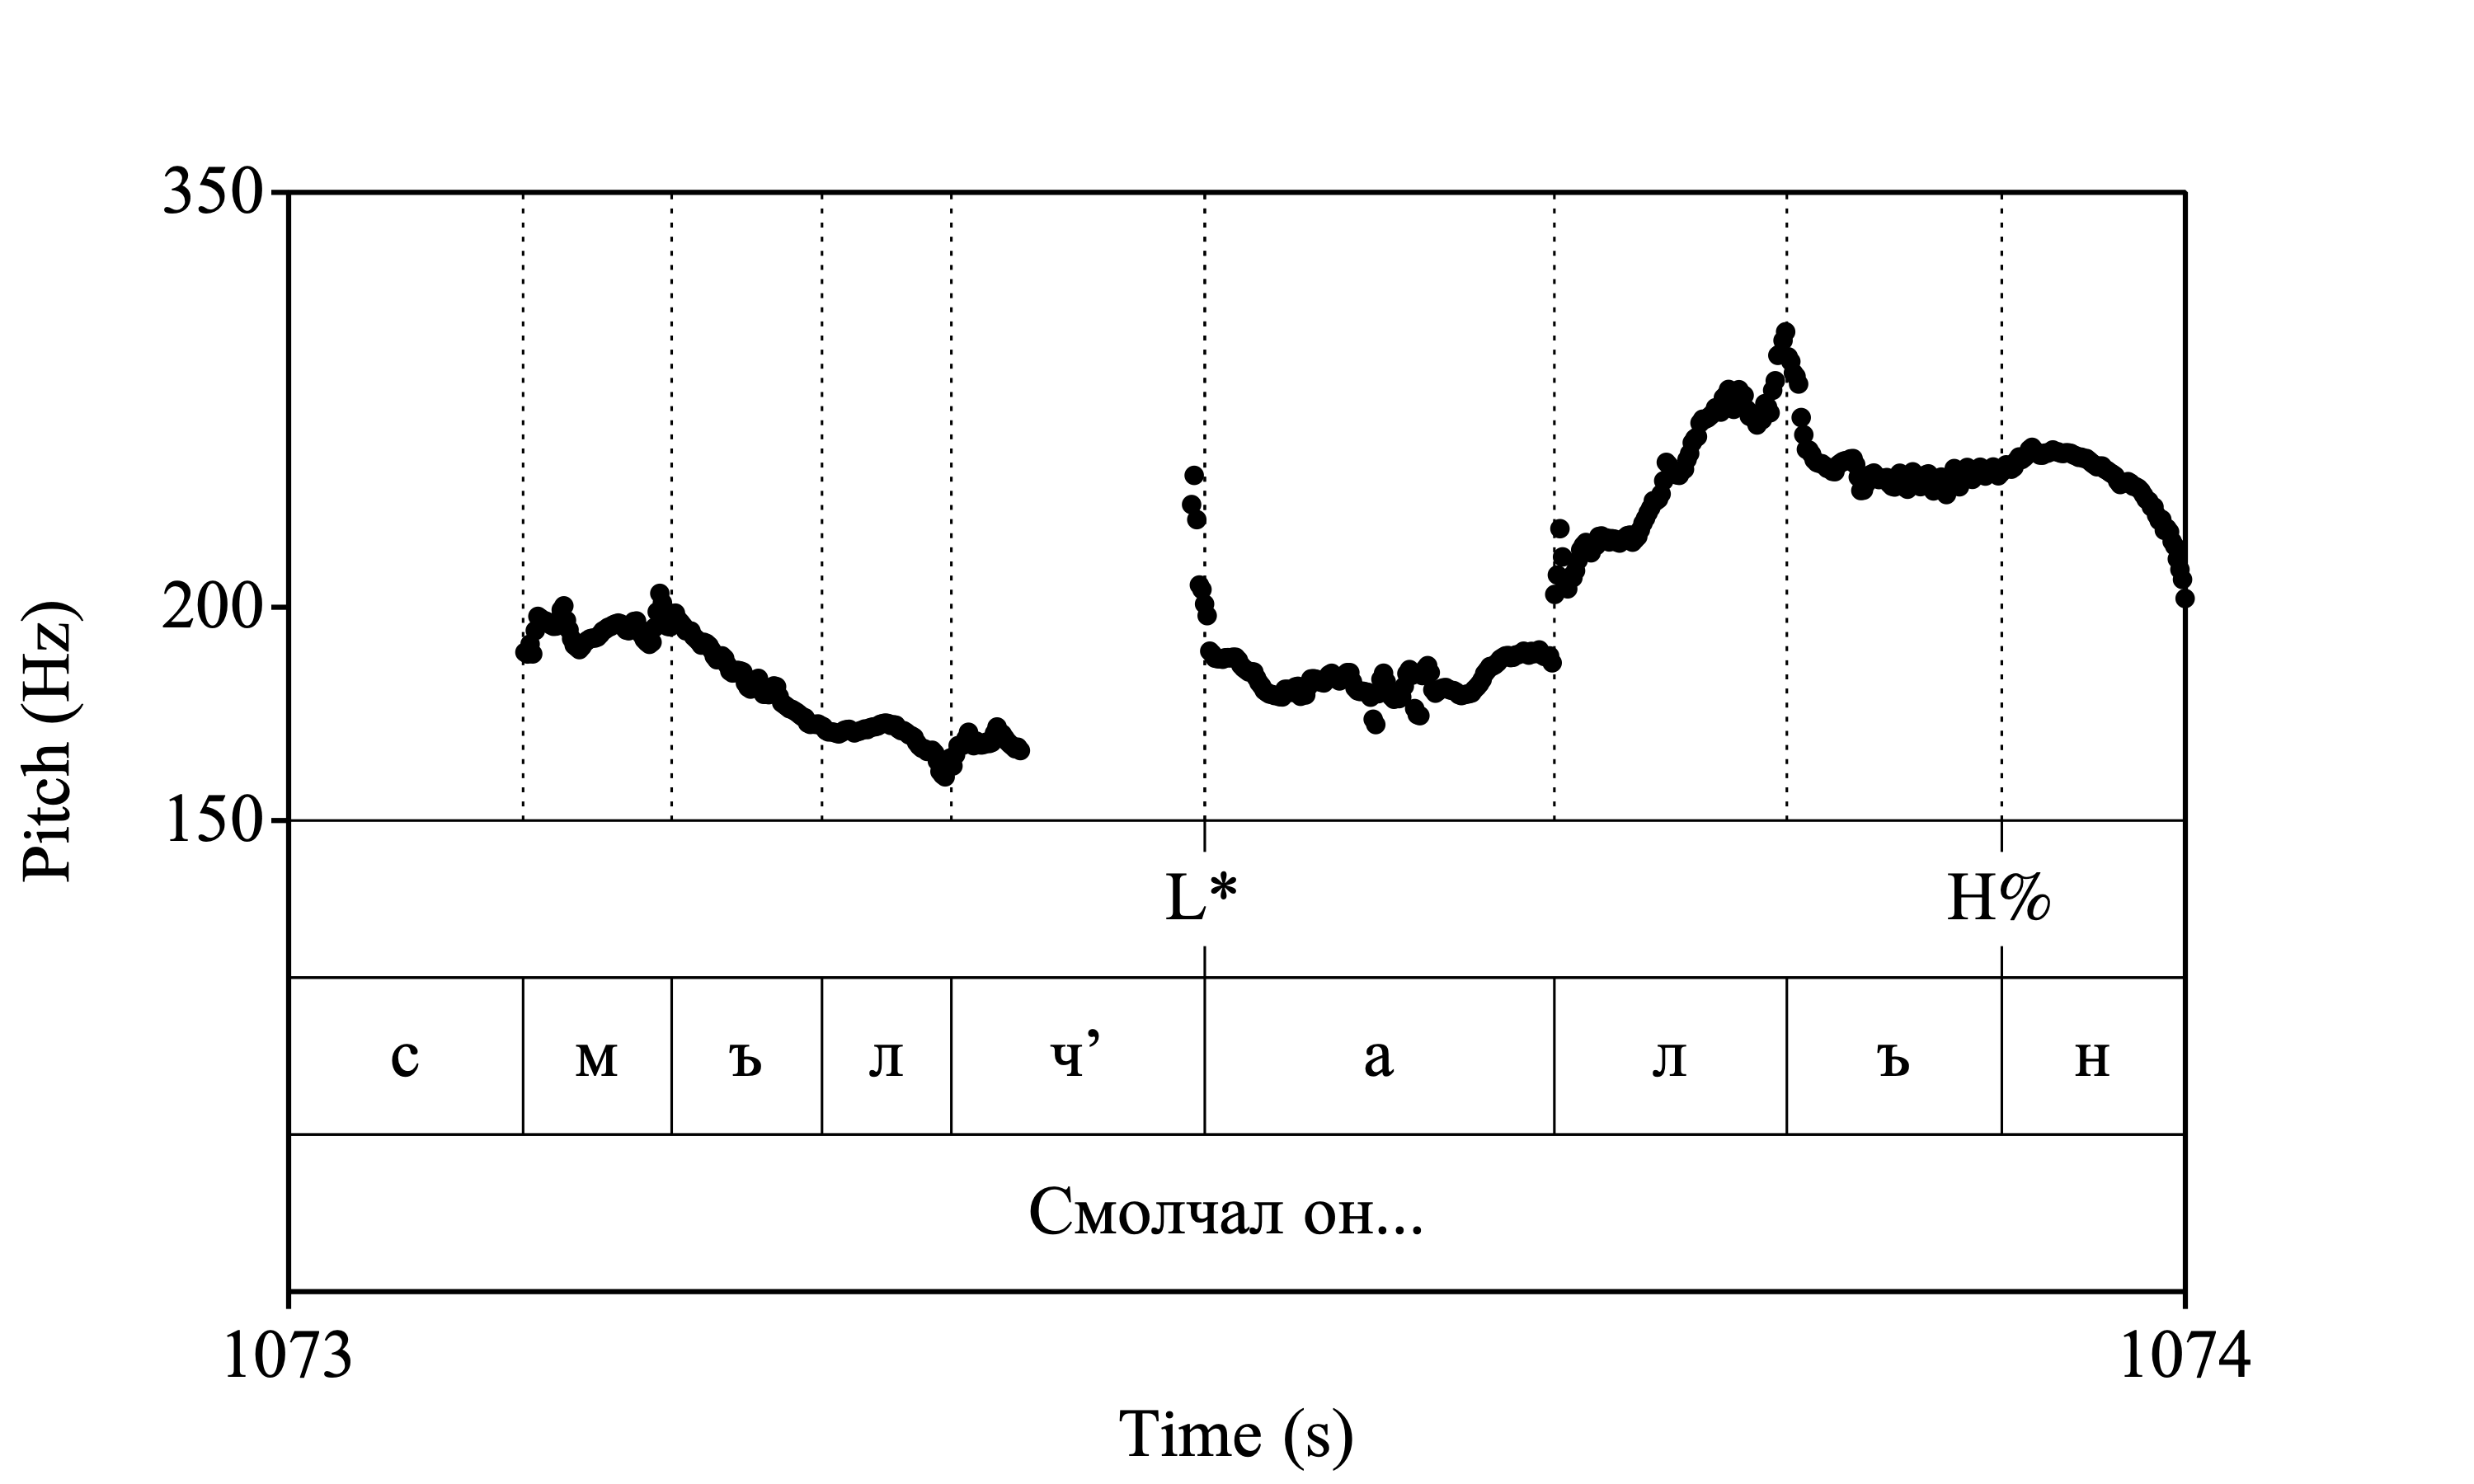 350
200
150
Pitch (Hz)
L* H%
с м ъ л ч’ а л ъ н
Смолчал он...
1073 1074
Time (s)